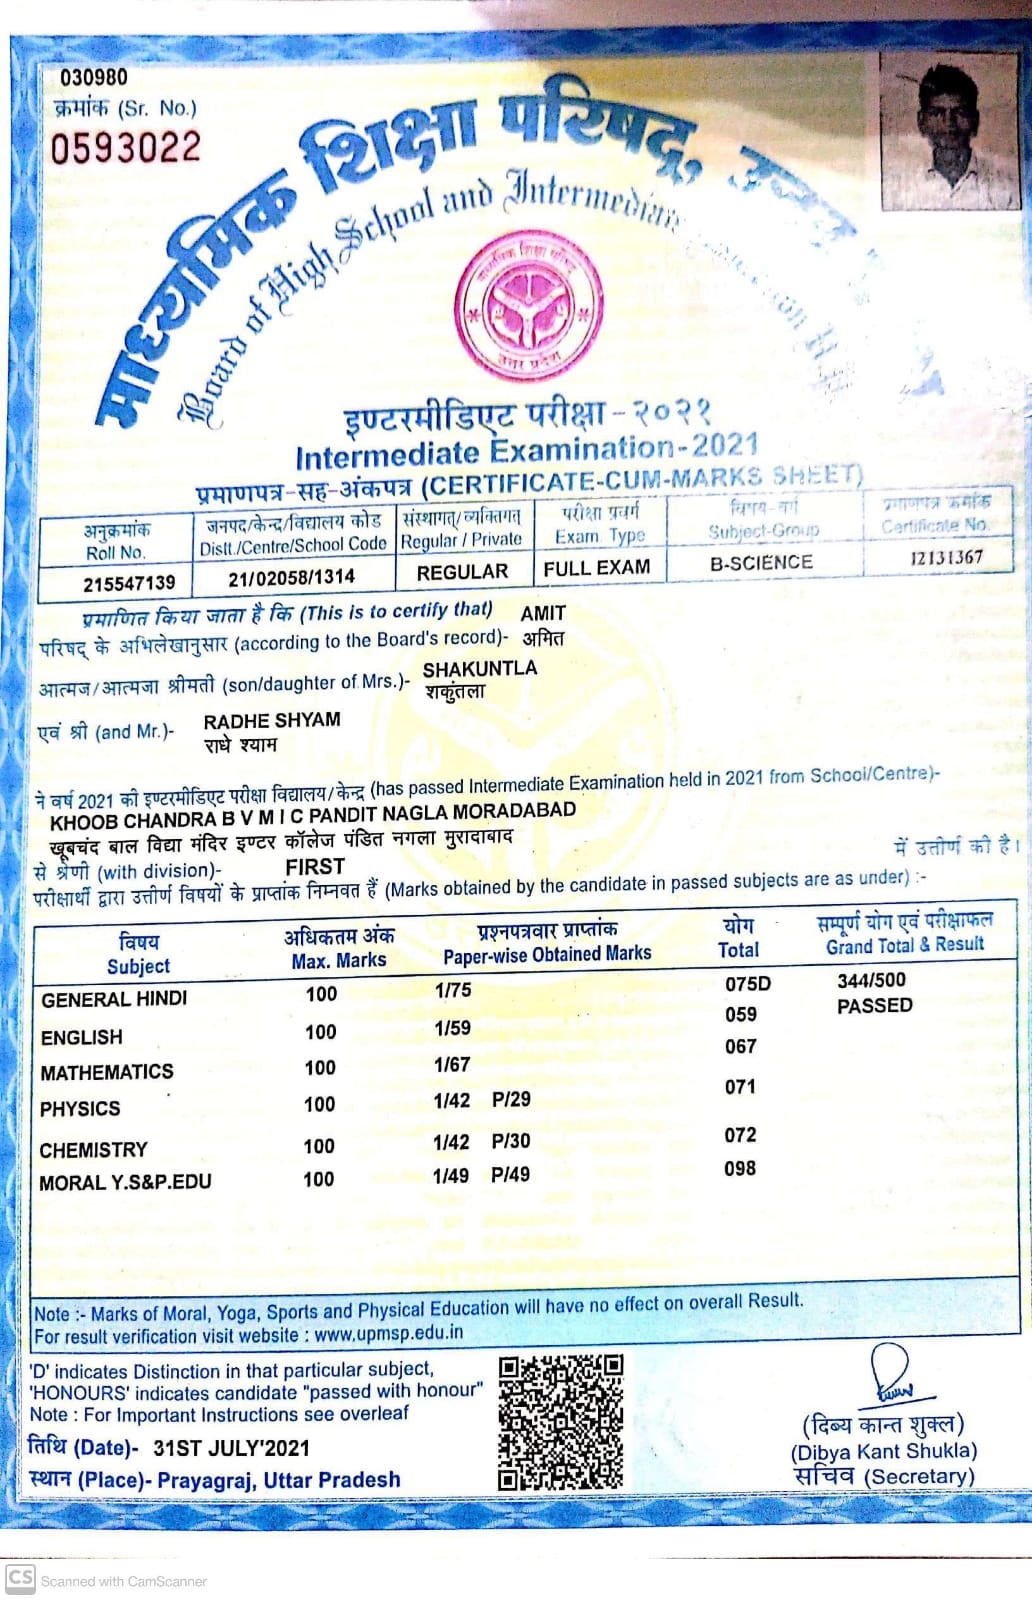 030980
क्रमांक (Sr. No.)
0593022
माध्यमिक शिक्षा परिषद्,
Board of High School and Intermediate
माध्यमिक शिक्षा परिषद
उत्तर प्रदेश
इण्टरमीडिएट परीक्षा - २०२१
Intermediate Examination-2021
प्रमाणपत्र-सह-अंकपत्र (CERTIFICATE-CUM-MARKS SHEET)
अनुक्रमांक जनपद/केन्द्र/विद्यालय कोड संस्थागत/व्यक्तिगत परीक्षा प्रवर्ग विषय-वर्ग प्रमाणपत्र क्रमांक
Roll No. Distt./Centre/School Code Regular / Private Exam. Type Subject-Group Certificate No.
215547139 21/02058/1314 REGULAR FULL EXAM B-SCIENCE 12131367
प्रमाणित किया जाता है कि (This is to certify that) AMIT
परिषद् के अभिलेखानुसार (according to the Board's record)- अमित
आत्मज/आत्मजा श्रीमती (son/daughter of Mrs.)- SHAKUNTLA
शकुंतला
एवं श्री (and Mr.)- RADHE SHYAM
राधे श्याम
ने वर्ष 2021 की इण्टरमीडिएट परीक्षा विद्यालय/केन्द्र (has passed Intermediate Examination held in 2021 from School/Centre)-
KHOOB CHANDRA B V M I C PANDIT NAGLA MORADABAD
खूबचंद बाल विद्या मंदिर इण्टर कॉलेज पंडित नगला मुरादाबाद
से श्रेणी (with division)- FIRST में उत्तीर्ण की है।
परीक्षार्थी द्वारा उत्तीर्ण विषयों के प्राप्तांक निम्नवत हैं (Marks obtained by the candidate in passed subjects are as under) :-
विषय अधिकतम अंक प्रश्नपत्रवार प्राप्तांक योग सम्पूर्ण योग एवं परीक्षाफल
Subject Max. Marks Paper-wise Obtained Marks Total Grand Total & Result
GENERAL HINDI 100 1/75 075D 344/500
ENGLISH 100 1/59 059 PASSED
MATHEMATICS 100 1/67 067
PHYSICS 100 1/42 P/29 071
CHEMISTRY 100 1/42 P/30 072
MORAL Y.S&P.EDU 100 1/49 P/49 098
Note :- Marks of Moral, Yoga, Sports and Physical Education will have no effect on overall Result.
For result verification visit website : www.upmsp.edu.in
'D' indicates Distinction in that particular subject,
'HONOURS' indicates candidate "passed with honour"
Note : For Important Instructions see overleaf
तिथि (Date)- 31ST JULY'2021
स्थान (Place)- Prayagraj, Uttar Pradesh
(दिब्य कान्त शुक्ल)
(Dibya Kant Shukla)
सचिव (Secretary)
CS Scanned with CamScanner